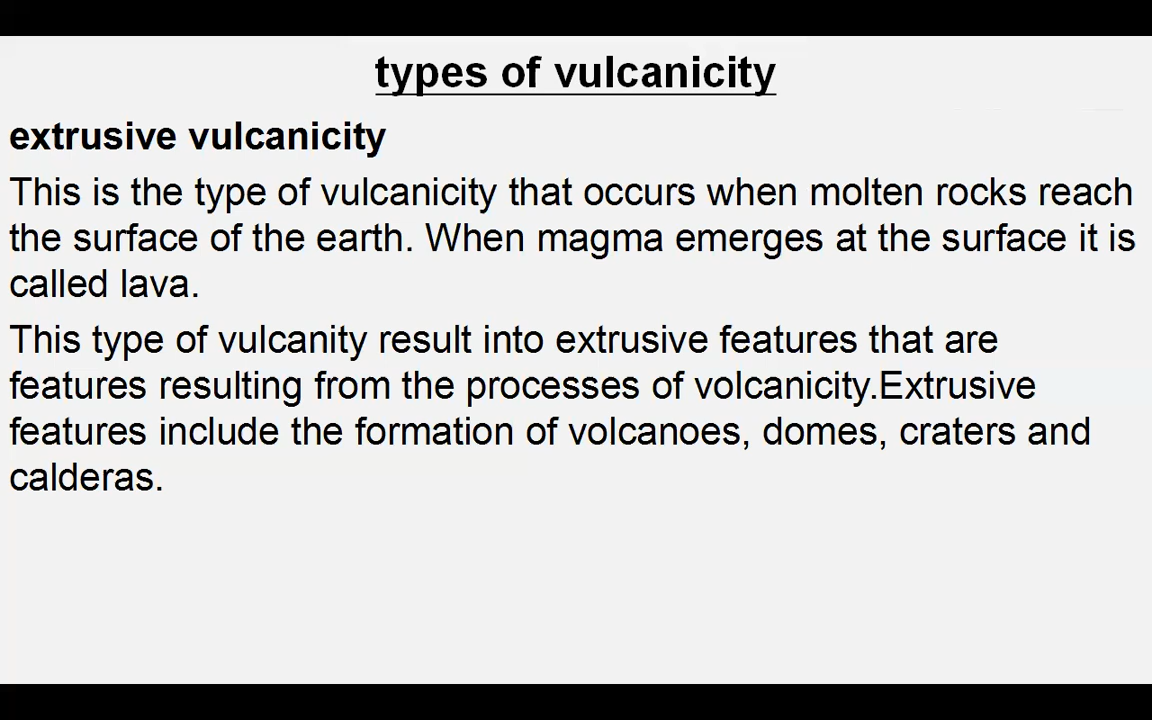 types of vulcanicity
extrusive vulcanicity
This is the type of vulcanicity that occurs when molten rocks reach
the surface of the earth. When magma emerges at the surface it is
called lava.
This type of vulcanity result into extrusive features that are
features resulting from the processes of volcanicity.Extrusive
features include the formation of volcanoes, domes, craters and
calderas.